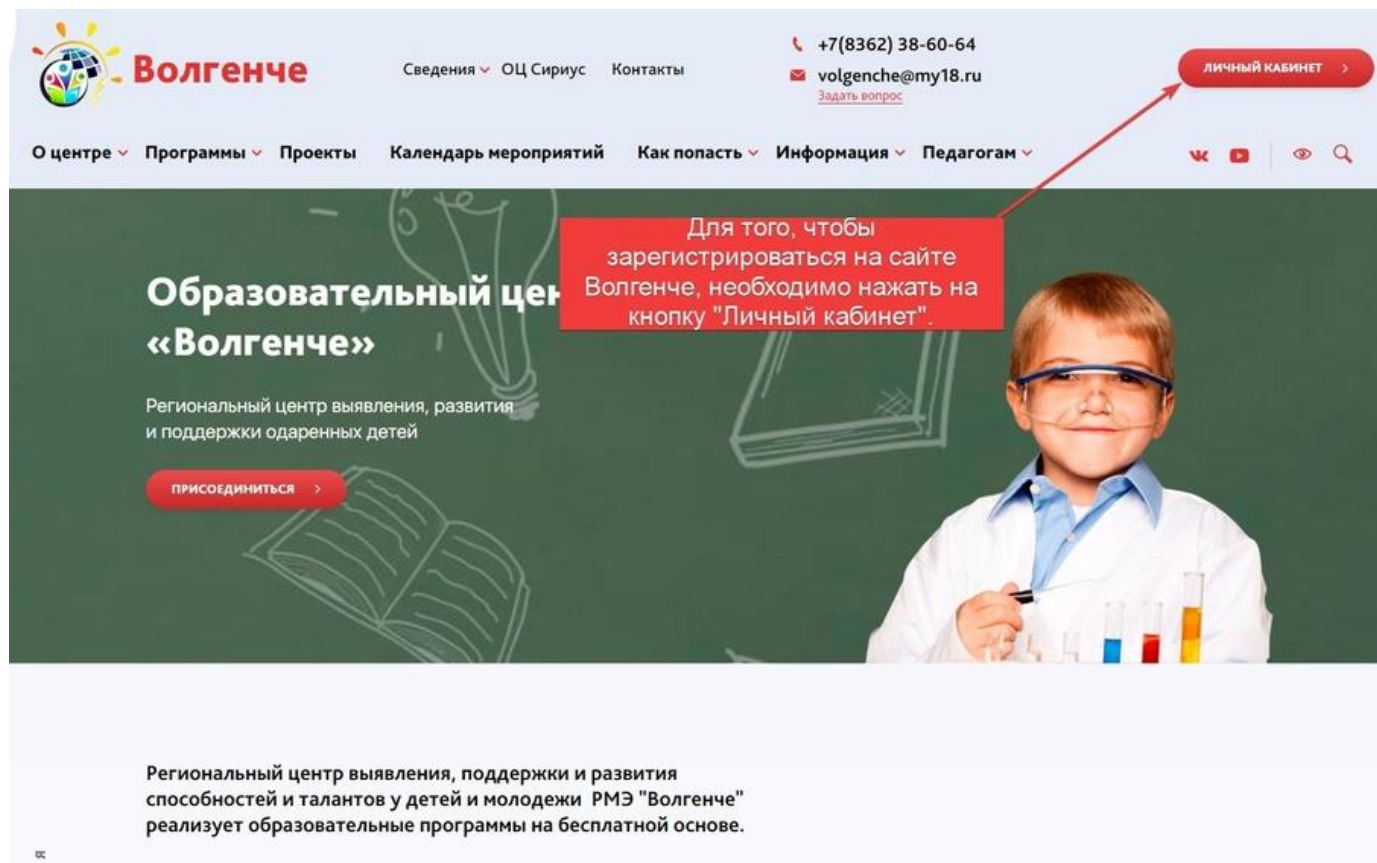 Волгенче
Сведения ОЦ Сириус Контакты
+7(8362) 38-60-64
volgenche@my18.ru
Задать вопрос
ЛИЧНЫЙ КАБИНЕТ
О центре Программы Проекты Календарь мероприятий Как попасть Информация Педагогам
Для того, чтобы
зарегистрироваться на сайте
Волгенче, необходимо нажать на
кнопку "Личный кабинет".
Образовательный цен
«Волгенче»
Региональный центр выявления, развития
и поддержки одаренных детей
ПРИСОЕДИНИТЬСЯ
Региональный центр выявления, поддержки и развития
способностей и талантов у детей и молодежи РМЭ "Волгенче"
реализует образовательные программы на бесплатной основе.